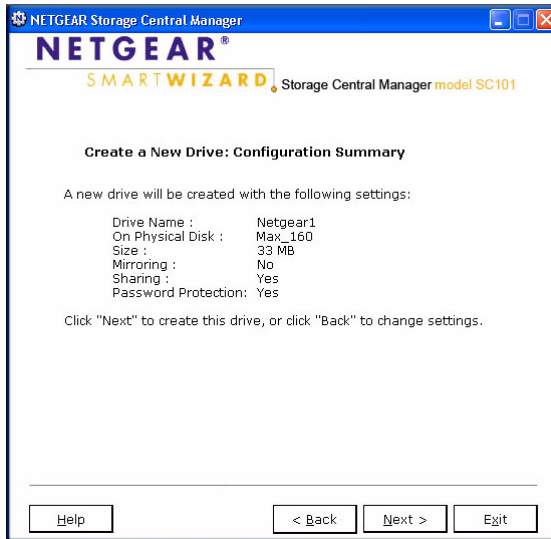 NETGEAR Storage Central Manager
NETGEAR®
SMARTWIZARD Storage Central Manager model SC101
Create a New Drive: Configuration Summary
A new drive will be created with the following settings:
Drive Name : Netgear1
On Physical Disk : Max_160
Size : 33 MB
Mirroring : No
Sharing : Yes
Password Protection: Yes
Click "Next" to create this drive, or click "Back" to change settings.
Help < Back Next > Exit